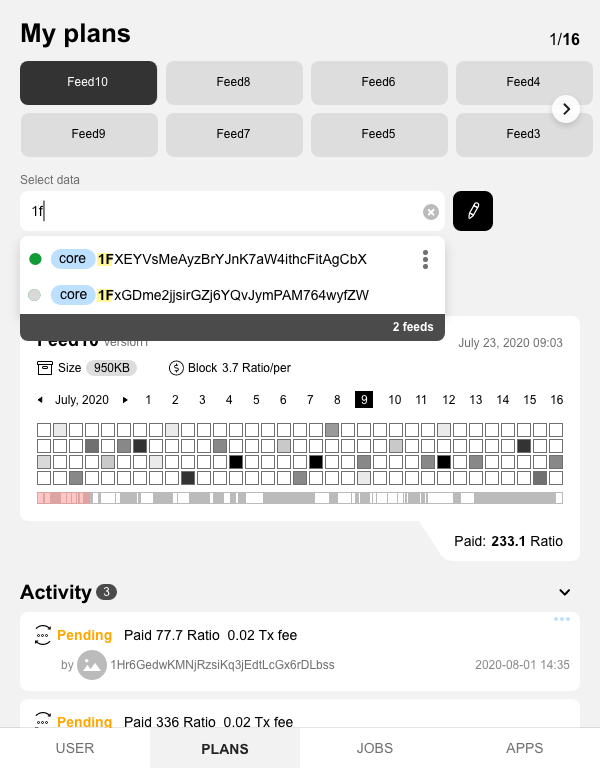 My plans
1/16
Feed10 Feed8 Feed6 Feed4
Feed9 Feed7 Feed5 Feed3
Select data
1f
core 1FXEYVsMeAyzBrYJnK7aW4ithcFitAgCbX
core 1FxGDme2jjsirGZj6YQvJymPAM764wyfZW
2 feeds
Feed10 version1 July 23, 2020 09:03
Size 950KB Block 3.7 Ratio/per
July, 2020 1 2 3 4 5 6 7 8 9 10 11 12 13 14 15 16
Paid: 233.1 Ratio
Activity 3
Pending Paid 77.7 Ratio 0.02 Tx fee
by 1Hr6GedwKMNjRzsiKq3jEdtLcGx6rDLbss 2020-08-01 14:35
Pending Paid 336 Ratio 0.02 Tx fee
USER PLANS JOBS APPS